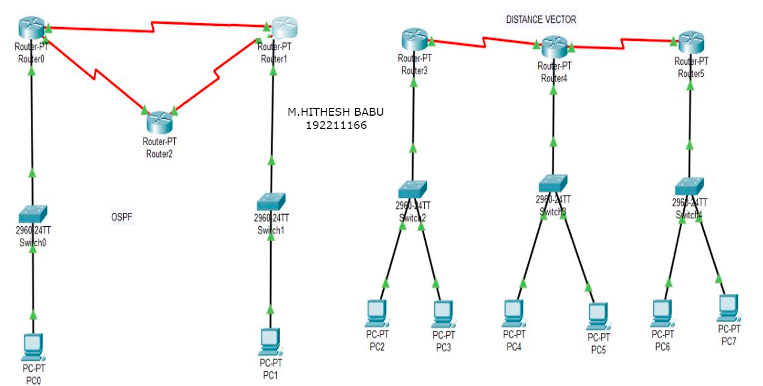 Router-PT
Router0
Router-PT
Router1
Router-PT
Router2
M.HITHESH BABU
192211166
OSPF
2960-24TT
Switch0
2960-24TT
Switch1
PC-PT
PC0
PC-PT
PC1
DISTANCE VECTOR
Router-PT
Router3
Router-PT
Router4
Router-PT
Router5
2960-24TT
Switch2
2960-24TT
Switch3
2960-24TT
Switch4
PC-PT
PC2
PC-PT
PC3
PC-PT
PC4
PC-PT
PC5
PC-PT
PC6
PC-PT
PC7